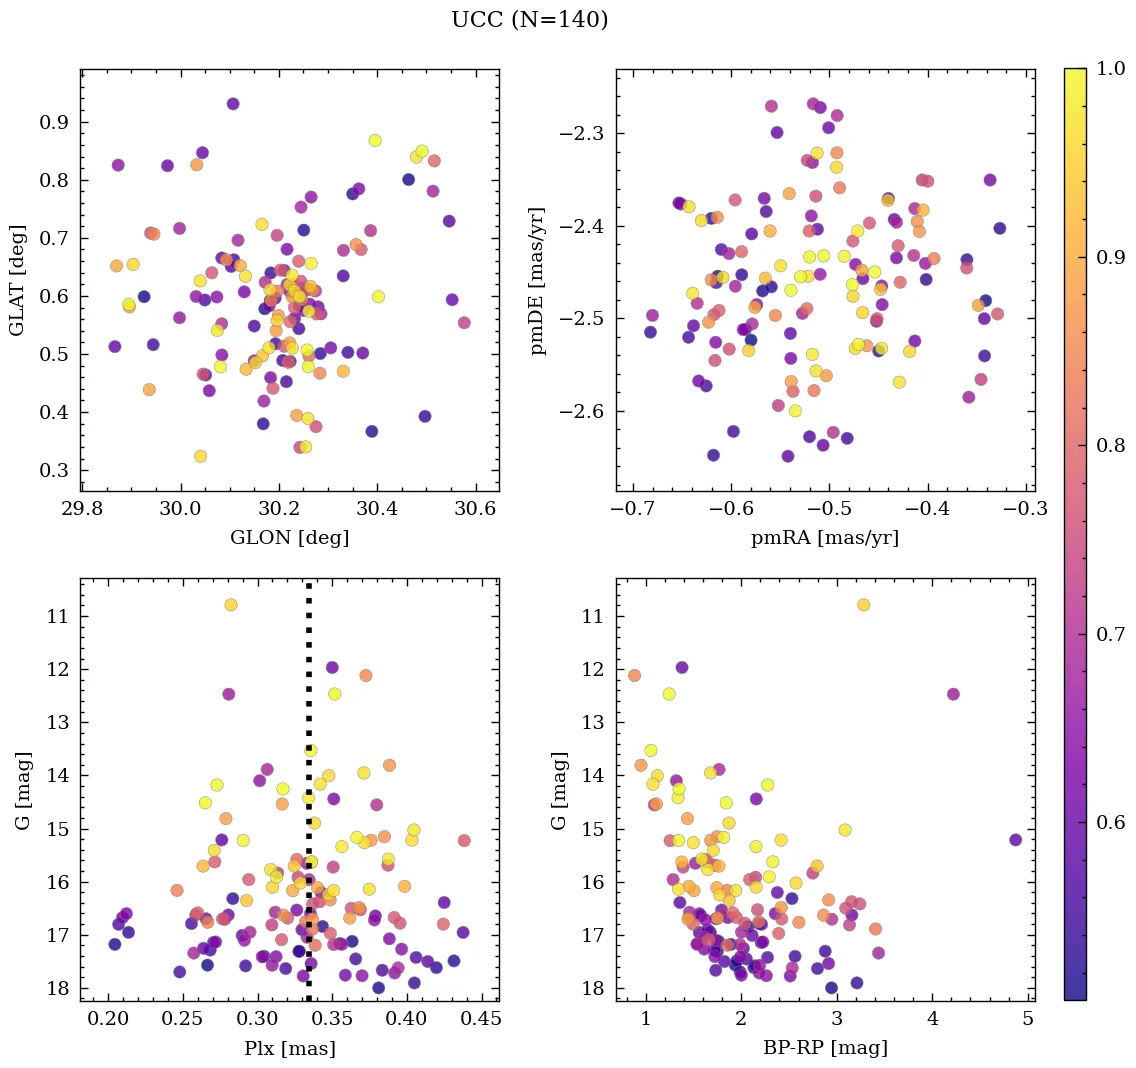 UCC (N=140)
0.9
0.8
0.7
0.6
0.5
0.4
0.3
GLAT [deg]
29.8 30.0 30.2 30.4 30.6
GLON [deg]
−2.3
−2.4
−2.5
−2.6
pmDE [mas/yr]
−0.7 −0.6 −0.5 −0.4 −0.3
pmRA [mas/yr]
11
12
13
14
15
16
17
18
G [mag]
0.20 0.25 0.30 0.35 0.40 0.45
Plx [mas]
11
12
13
14
15
16
17
18
G [mag]
1 2 3 4 5
BP-RP [mag]
1.0
0.9
0.8
0.7
0.6